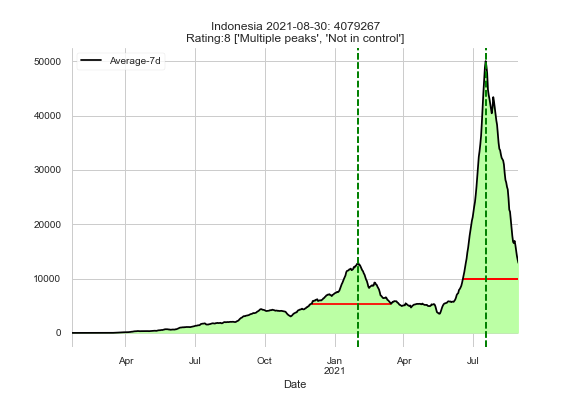 Indonesia 2021-08-30: 4079267
Rating:8 ['Multiple peaks', 'Not in control']
Average-7d
50000
40000
30000
20000
10000
0
Apr Jul Oct Jan Apr Jul
2021
Date